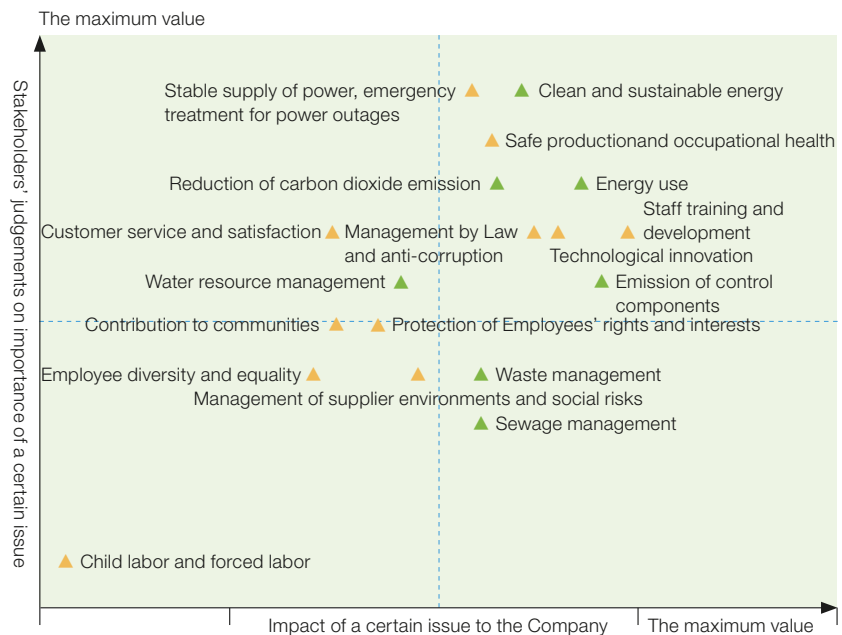 The maximum value
Stakeholders' judgements on importance of a certain issue
Stable supply of power, emergency
treatment for power outages
Clean and sustainable energy
Safe productionand occupational health
Reduction of carbon dioxide emission
Energy use
Staff training and
development
Customer service and satisfaction
Management by Law
and anti-corruption
Technological innovation
Water resource management
Emission of control
components
Contribution to communities
Protection of Employees' rights and interests
Employee diversity and equality
Waste management
Management of supplier environments and social risks
Sewage management
Child labor and forced labor
Impact of a certain issue to the Company
The maximum value